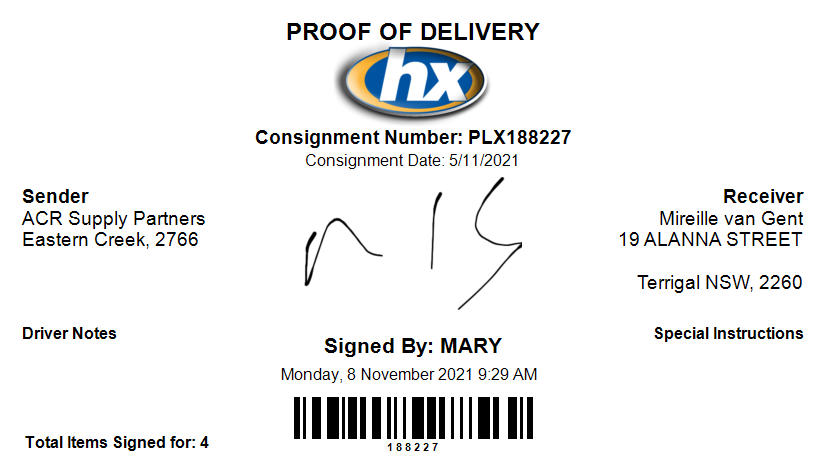 PROOF OF DELIVERY
hx
Consignment Number: PLX188227
Consignment Date: 5/11/2021
Sender
ACR Supply Partners
Eastern Creek, 2766
Receiver
Mireille van Gent
19 ALANNA STREET
Terrigal NSW, 2260
Driver Notes
Special Instructions
Signed By: MARY
Monday, 8 November 2021 9:29 AM
188227
Total Items Signed for: 4